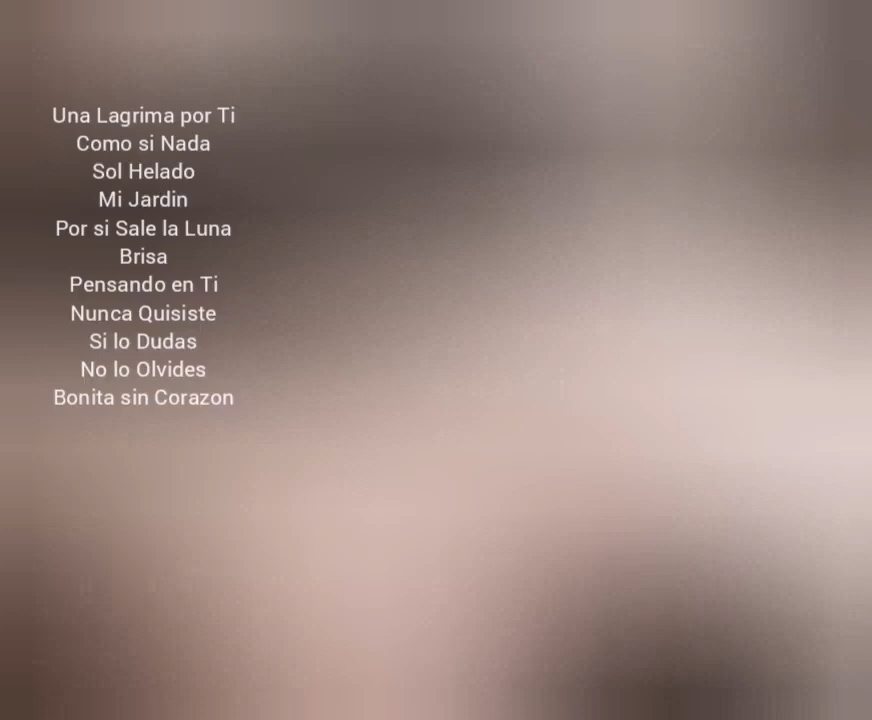 Una Lagrima por Ti
Como si Nada
Sol Helado
Mi Jardin
Por si Sale la Luna
Brisa
Pensando en Ti
Nunca Quisiste
Si lo Dudas
No lo Olvides
Bonita sin Corazon